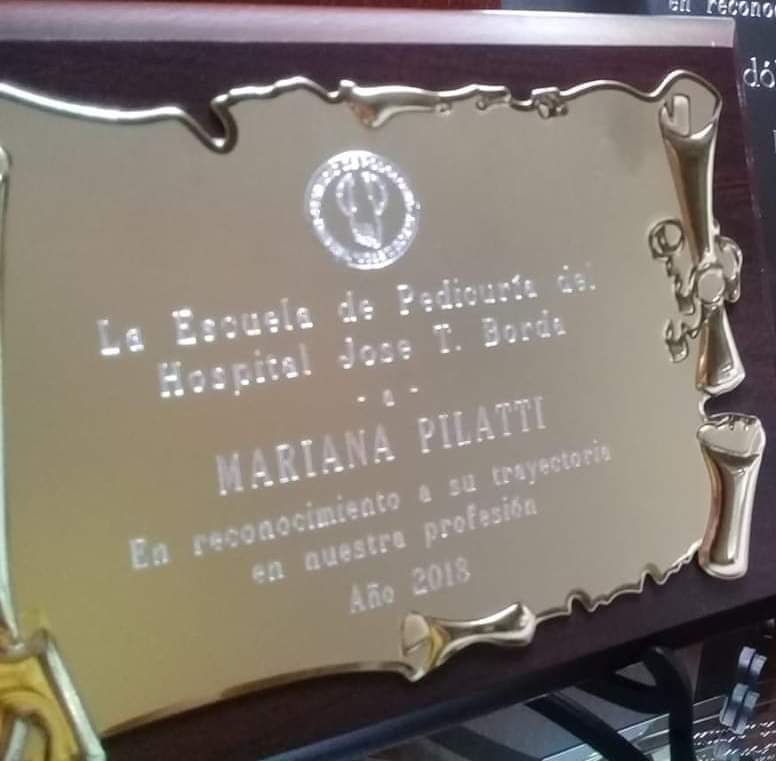 en recono
dól
La Escuela de Pedicuría del
Hospital Jose T. Borda
- a -
MARIANA PILATTI
En reconocimiento a su trayectoria
en nuestra profesión
Año 2018